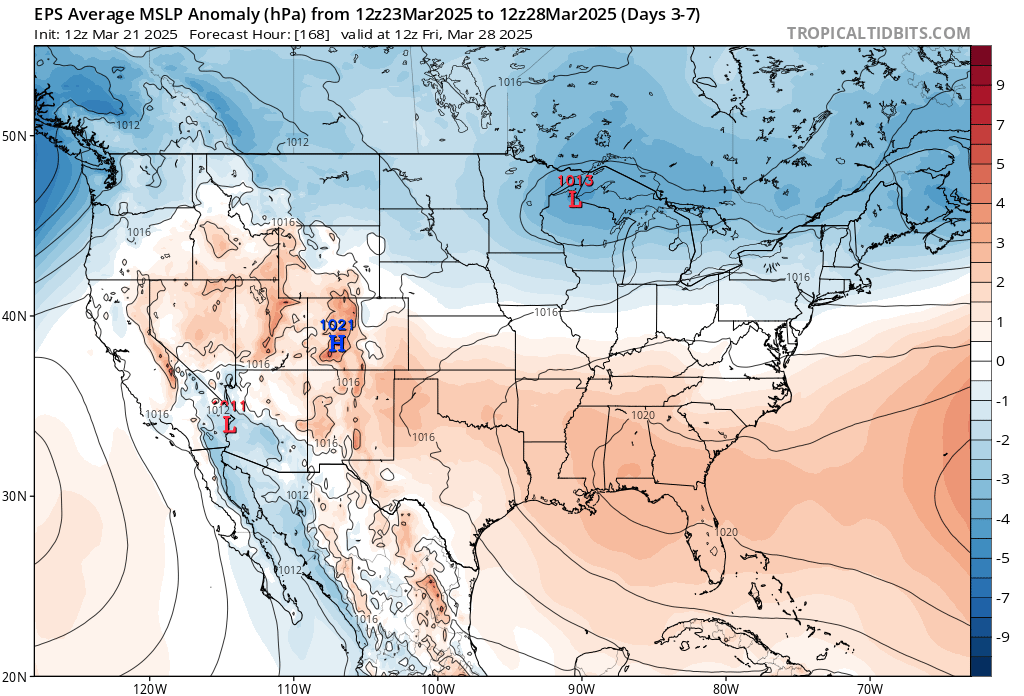 EPS Average MSLP Anomaly (hPa) from 12z23Mar2025 to 12z28Mar2025 (Days 3-7)
Init: 12z Mar 21 2025 Forecast Hour: [168] valid at 12z Fri, Mar 28 2025
TROPICALTIDBITS.COM
1016
9
1012
7
50N
1012
5
1013
L
4
1016
1016
3
1016
2
40N
1016
1021
H
1
1016
0
1016
-1
1012
1016
1020
1016
1016
-2
L
30N
1012
-3
1020
-4
1012
-5
1016
-7
-9
20N
120W
110W
100W
90W
80W
70W